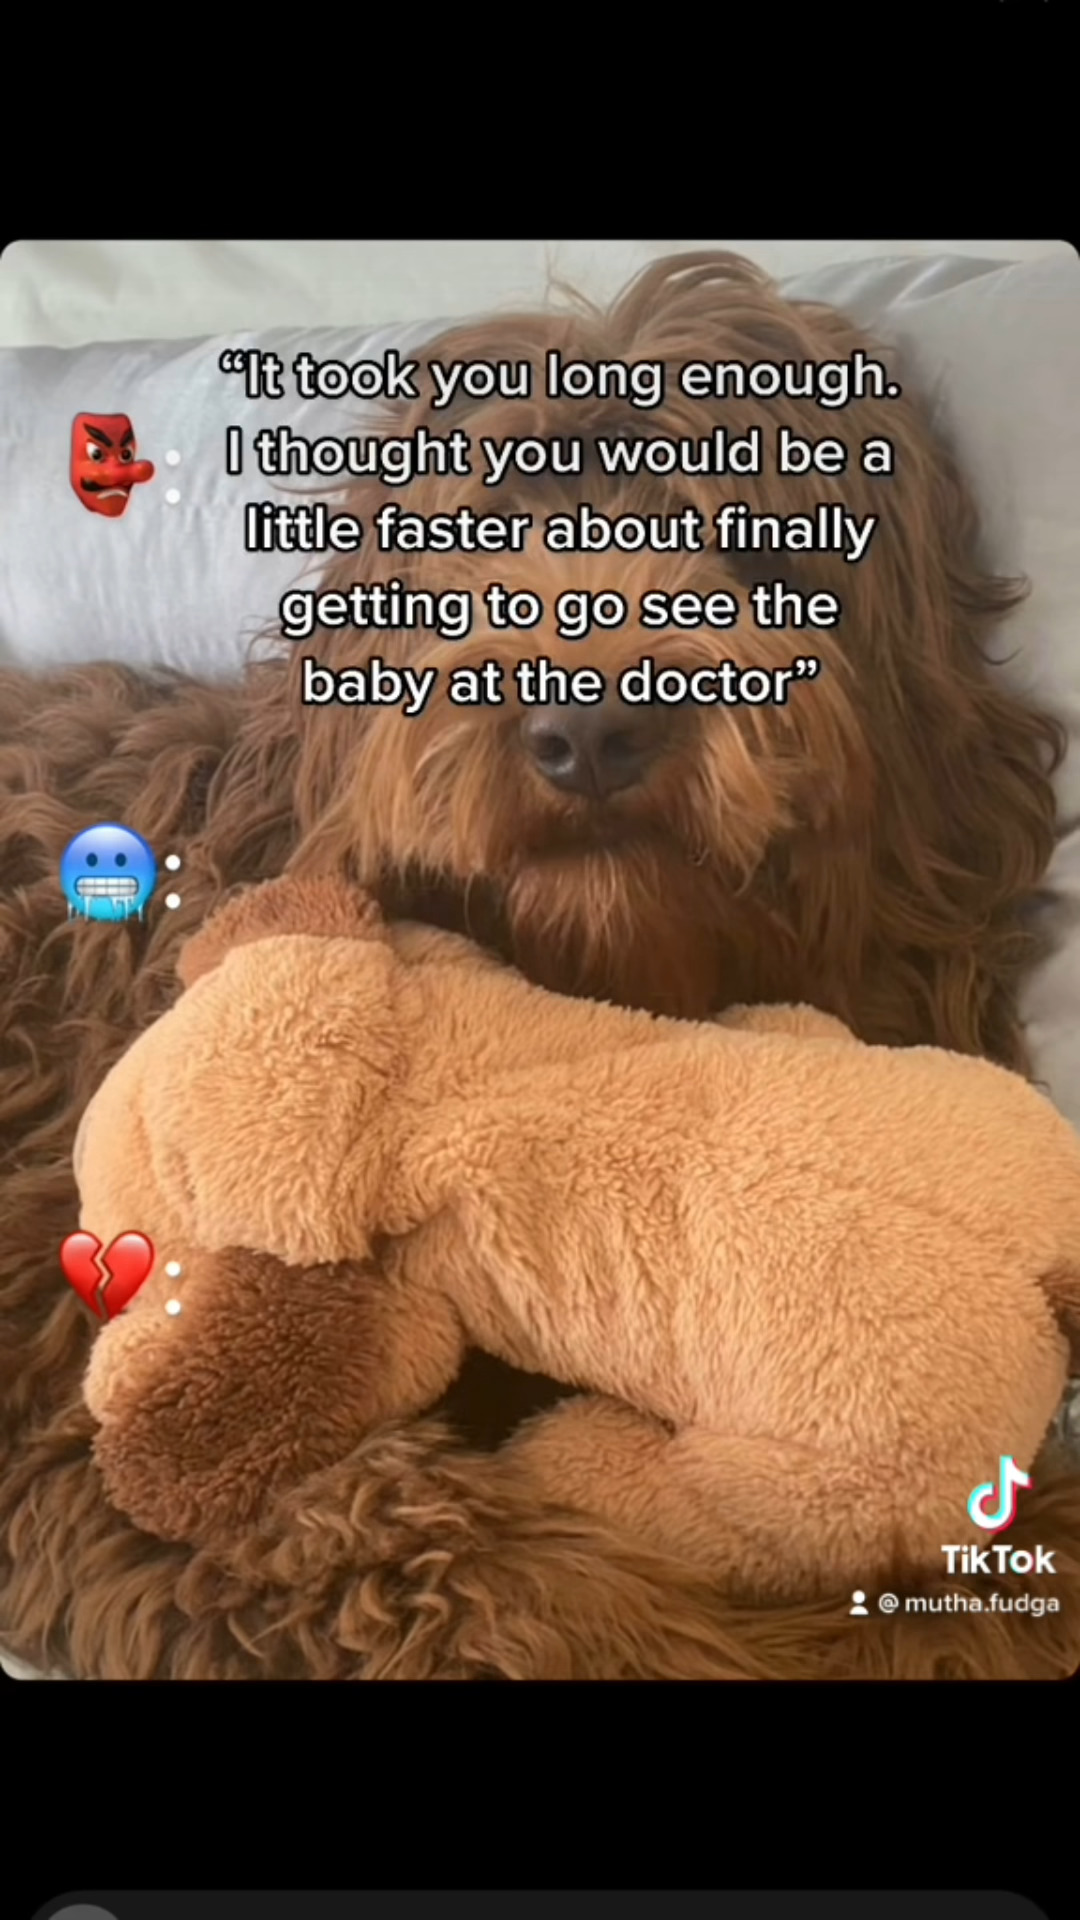 “It took you long enough.
I thought you would be a
little faster about finally
getting to go see the
baby at the doctor”
:
:
:
TikTok
@mutha.fudga